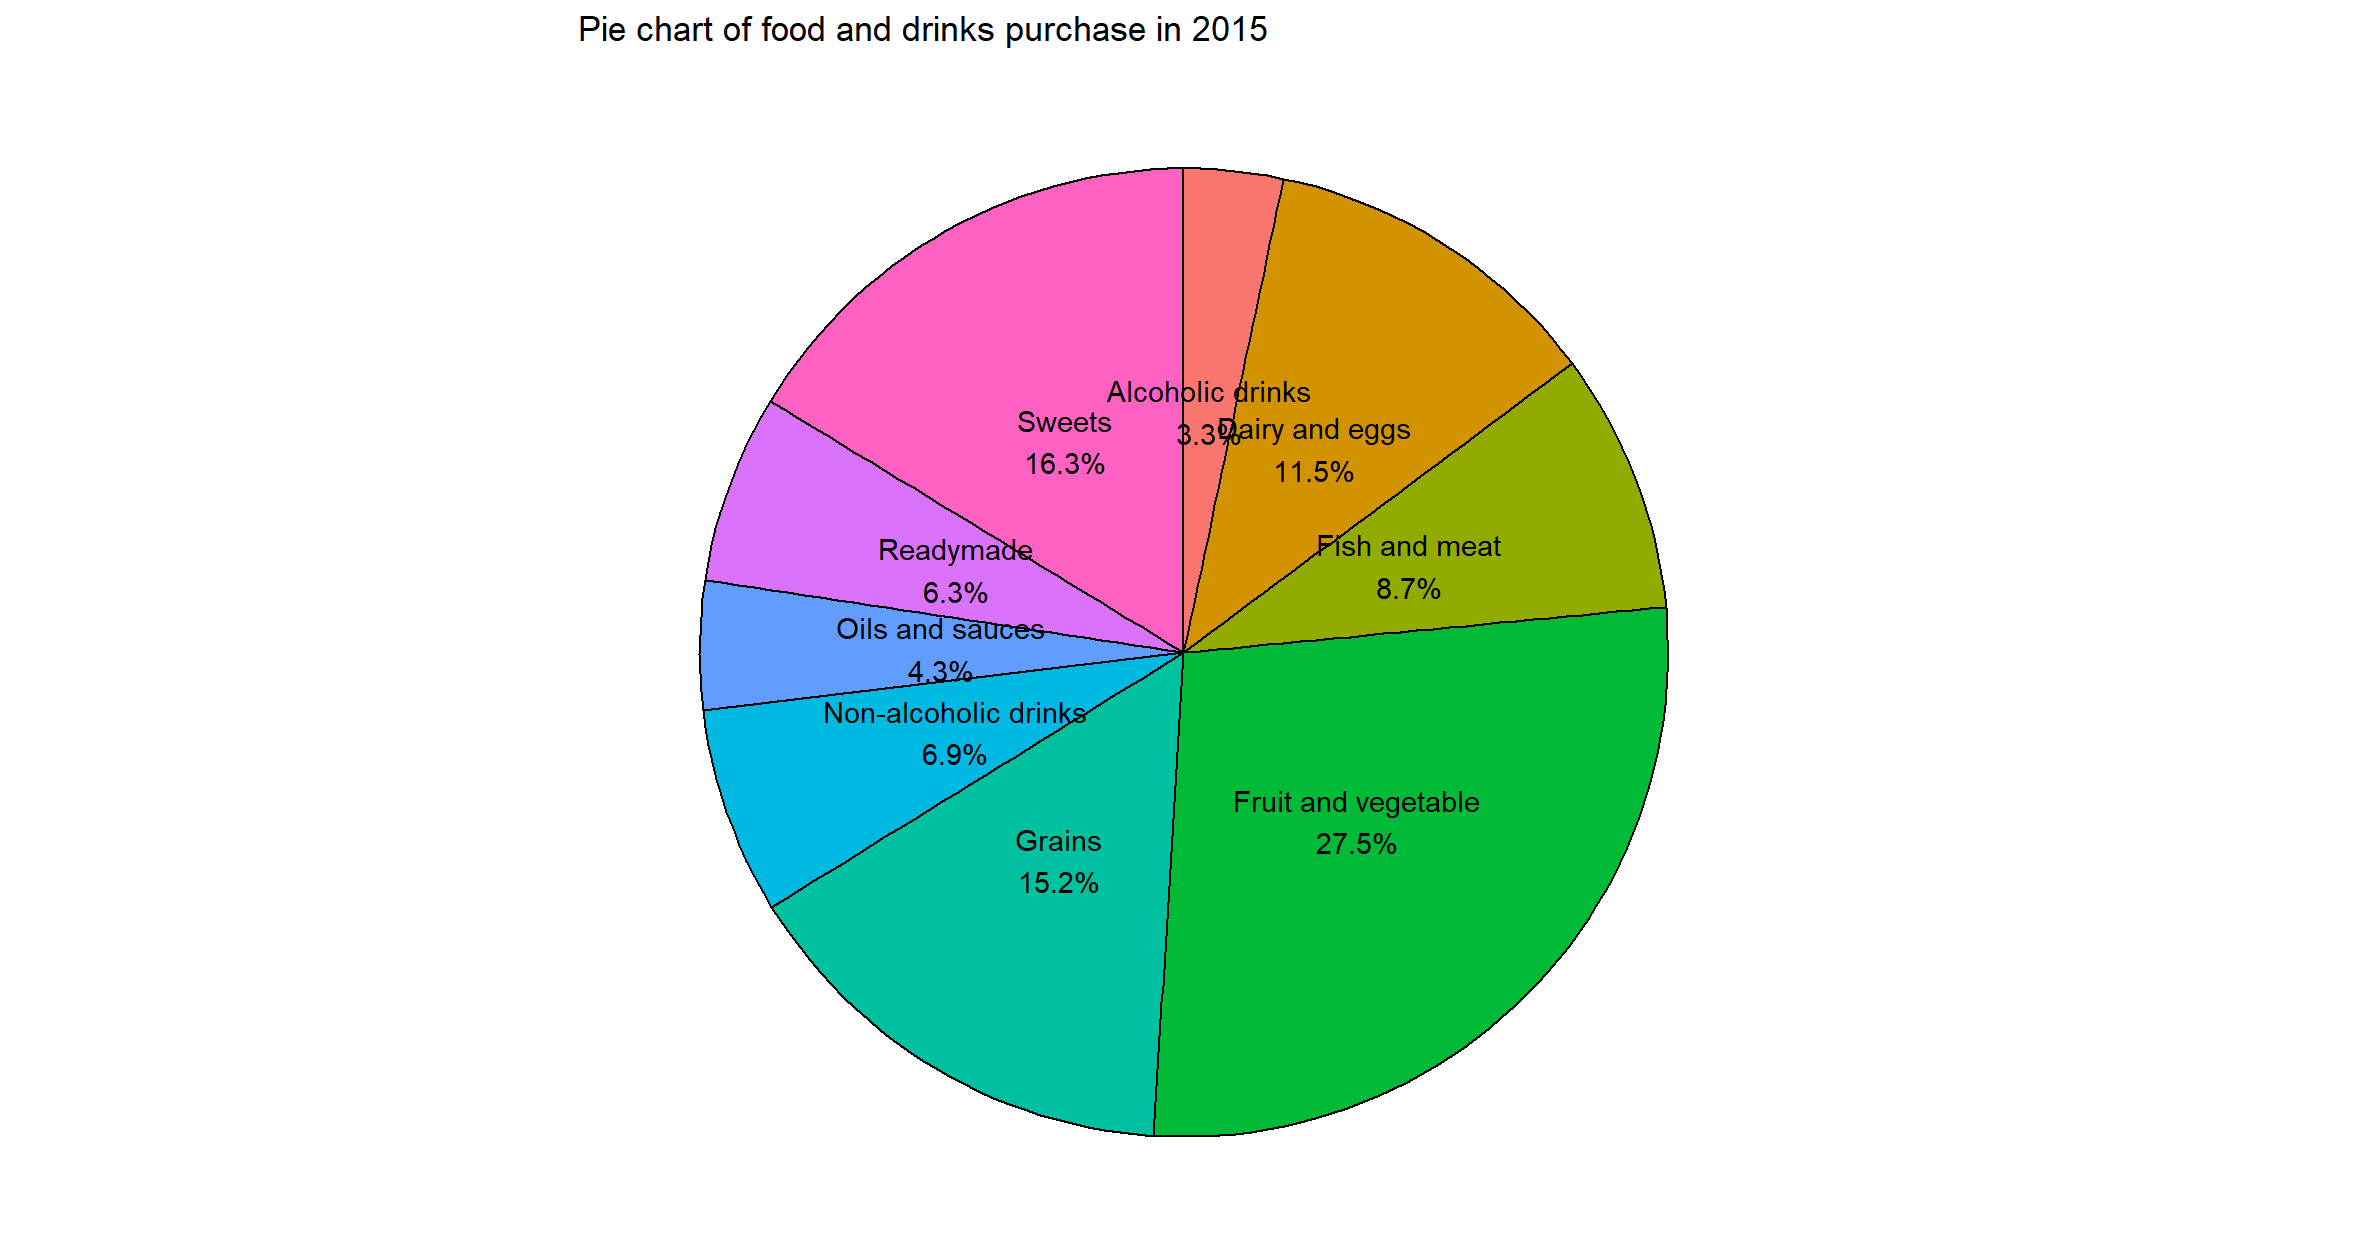 Pie chart of food and drinks purchase in 2015
Alcoholic drinks
3.3%
Dairy and eggs
11.5%
Fish and meat
8.7%
Fruit and vegetable
27.5%
Grains
15.2%
Non-alcoholic drinks
6.9%
Oils and sauces
4.3%
Readymade
6.3%
Sweets
16.3%